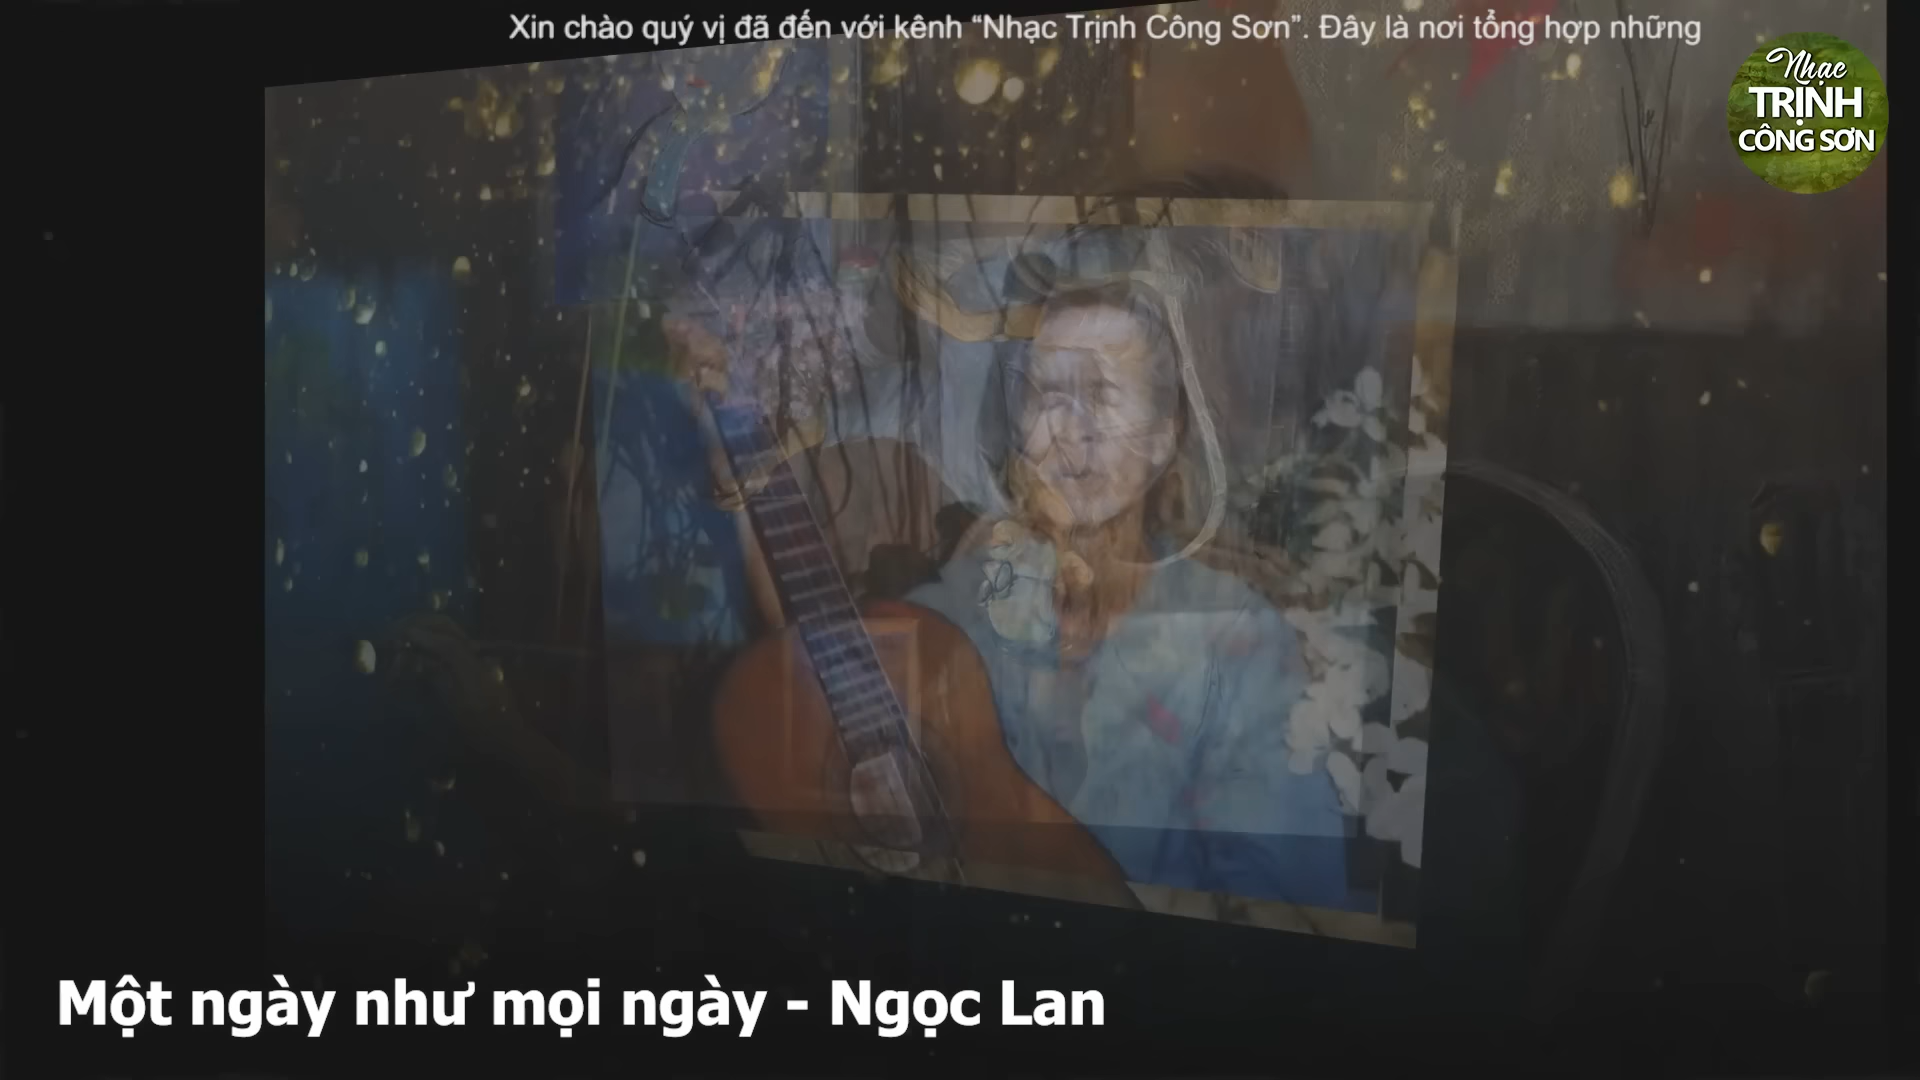 Xin chào quý vị đã đến với kênh “Nhạc Trịnh Công Sơn”. Đây là nơi tổng hợp những
Nhạc
TRỊNH
CÔNG SƠN
Một ngày như mọi ngày - Ngọc Lan